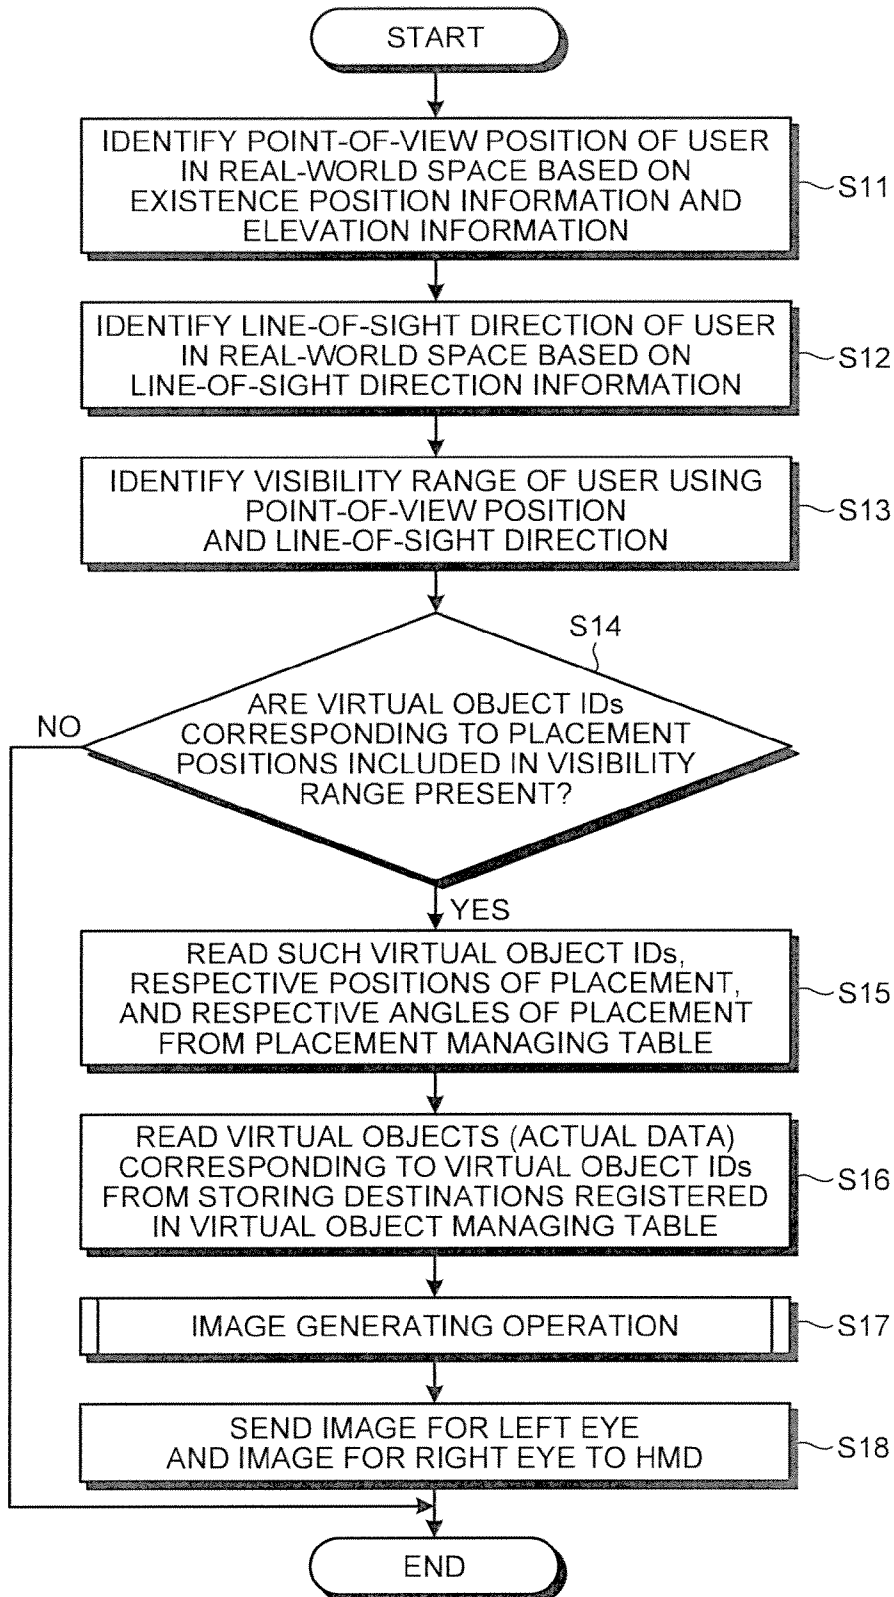 START
IDENTIFY POINT-OF-VIEW POSITION OF USER
IN REAL-WORLD SPACE BASED ON
EXISTENCE POSITION INFORMATION AND
ELEVATION INFORMATION
S11
IDENTIFY LINE-OF-SIGHT DIRECTION OF USER
IN REAL-WORLD SPACE BASED ON
LINE-OF-SIGHT DIRECTION INFORMATION
S12
IDENTIFY VISIBILITY RANGE OF USER USING
POINT-OF-VIEW POSITION
AND LINE-OF-SIGHT DIRECTION
S13
S14
ARE VIRTUAL OBJECT IDs
CORRESPONDING TO PLACEMENT
POSITIONS INCLUDED IN VISIBILITY
RANGE PRESENT?
NO
YES
READ SUCH VIRTUAL OBJECT IDs,
RESPECTIVE POSITIONS OF PLACEMENT,
AND RESPECTIVE ANGLES OF PLACEMENT
FROM PLACEMENT MANAGING TABLE
S15
READ VIRTUAL OBJECTS (ACTUAL DATA)
CORRESPONDING TO VIRTUAL OBJECT IDs
FROM STORING DESTINATIONS REGISTERED
IN VIRTUAL OBJECT MANAGING TABLE
S16
IMAGE GENERATING OPERATION
S17
SEND IMAGE FOR LEFT EYE
AND IMAGE FOR RIGHT EYE TO HMD
S18
END